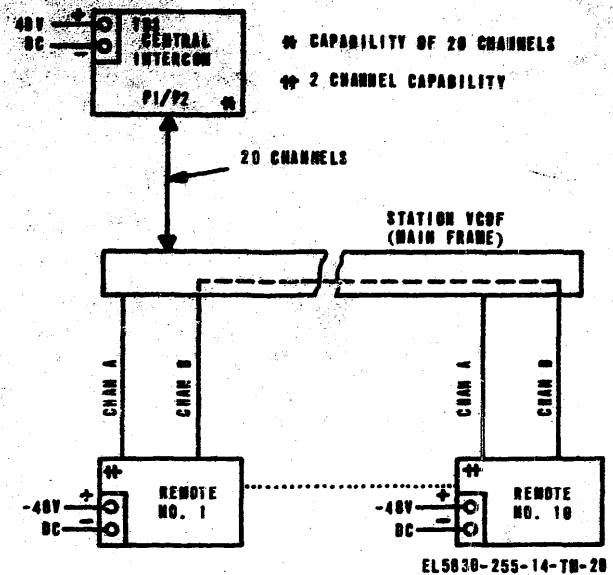 48V +
DC -
CENTRAL
INTERCOM
P1/P2 *
* CAPABILITY OF 20 CHANNELS
** 2 CHANNEL CAPABILITY
20 CHANNELS
STATION VCDF
(MAIN FRAME)
CHAN A
CHAN B
CHAN A
CHAN B
**
-48V +
DC -
REMOTE
NO. 1
**
-48V +
DC -
REMOTE
NO. 10
EL5830-255-14-TM-20